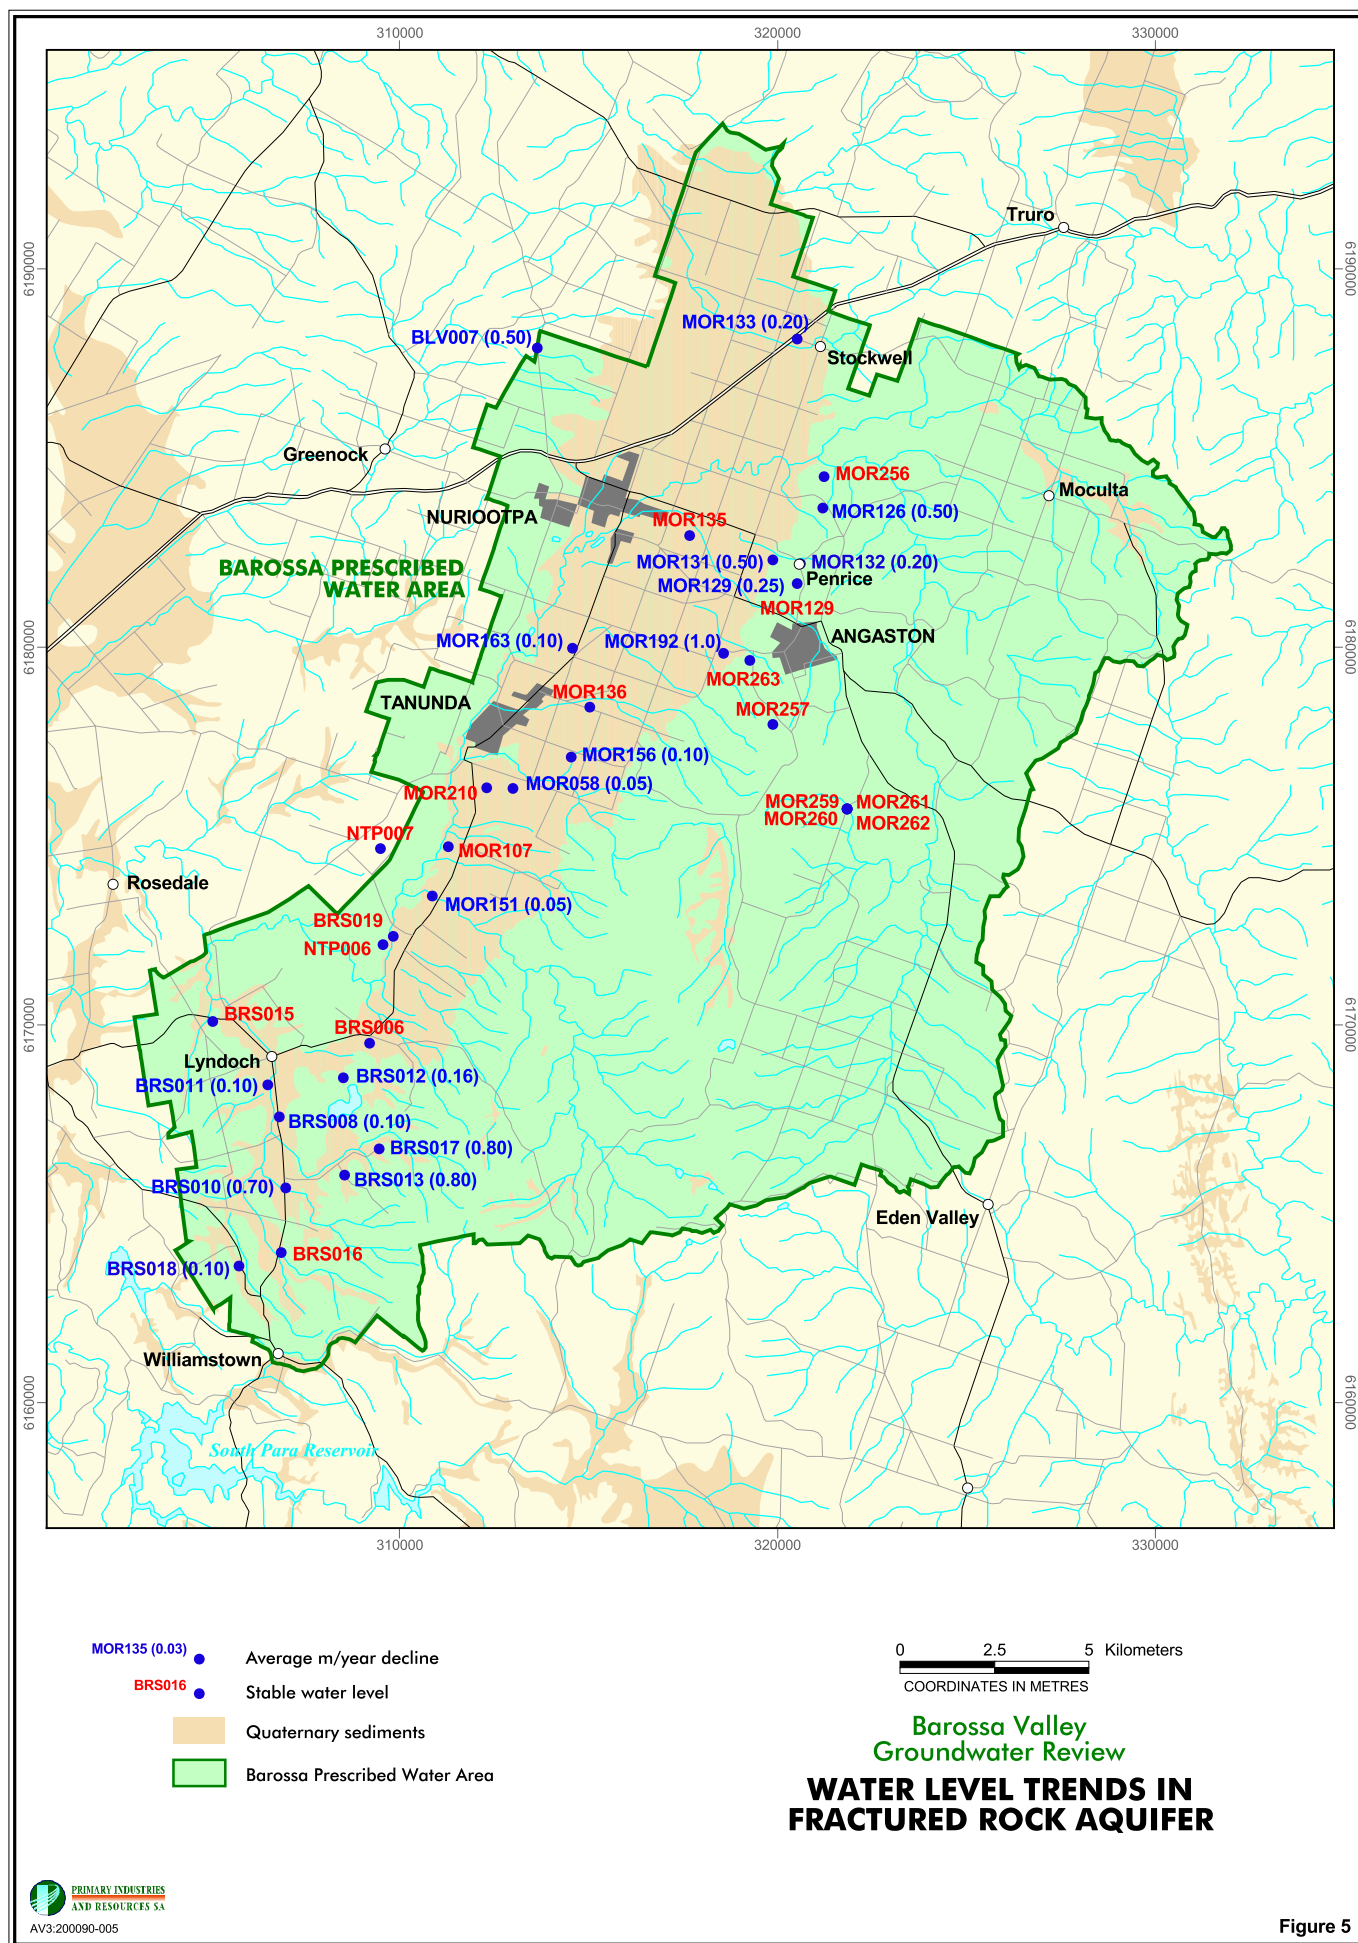 310000
320000
330000
Truro
6190000
6190000
MOR133 (0.20)
BLV007 (0.50)
Stockwell
Greenock
MOR256
Moculta
MOR126 (0.50)
NURIOOTPA
MOR135
BAROSSA PRESCRIBED
WATER AREA
MOR131 (0.50)
MOR132 (0.20)
MOR129 (0.25)
Penrice
MOR129
ANGASTON
MOR163 (0.10)
MOR192 (1.0)
6180000
6180000
MOR263
MOR136
TANUNDA
MOR257
MOR156 (0.10)
MOR210
MOR058 (0.05)
MOR259
MOR261
MOR260
MOR262
NTP007
MOR107
Rosedale
MOR151 (0.05)
BRS019
NTP006
BRS015
6170000
6170000
BRS006
Lyndoch
BRS012 (0.16)
BRS011 (0.10)
BRS008 (0.10)
BRS017 (0.80)
BRS013 (0.80)
BRS010 (0.70)
Eden Valley
BRS016
BRS018 (0.10)
Williamstown
6160000
6160000
South Para Reservoir
310000
320000
330000
MOR135 (0.03)
Average m/year decline
BRS016
Stable water level
Quaternary sediments
Barossa Prescribed Water Area
0 2.5 5 Kilometers
COORDINATES IN METRES
Barossa Valley
Groundwater Review
WATER LEVEL TRENDS IN
FRACTURED ROCK AQUIFER
PRIMARY INDUSTRIES
AND RESOURCES SA
AV3:200090-005
Figure 5